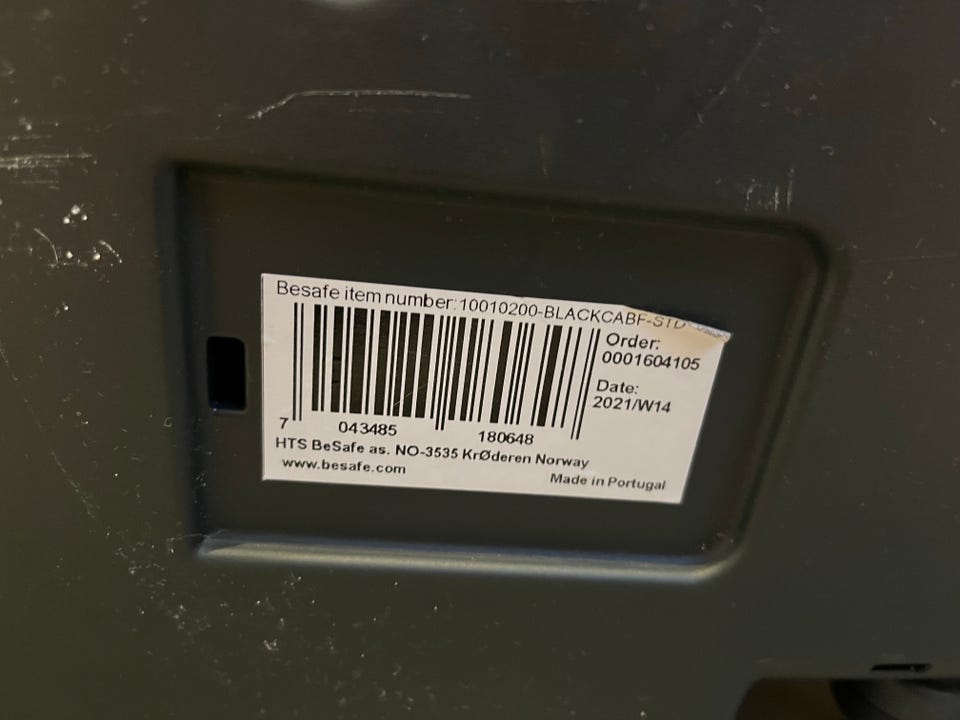 Besafe item number:10010200-BLACKCABF-STD
Order:
0001604105
Date:
2021/W14
7 043485 180648
HTS BeSafe as. NO-3535 KrØderen Norway
www.besafe.com
Made in Portugal